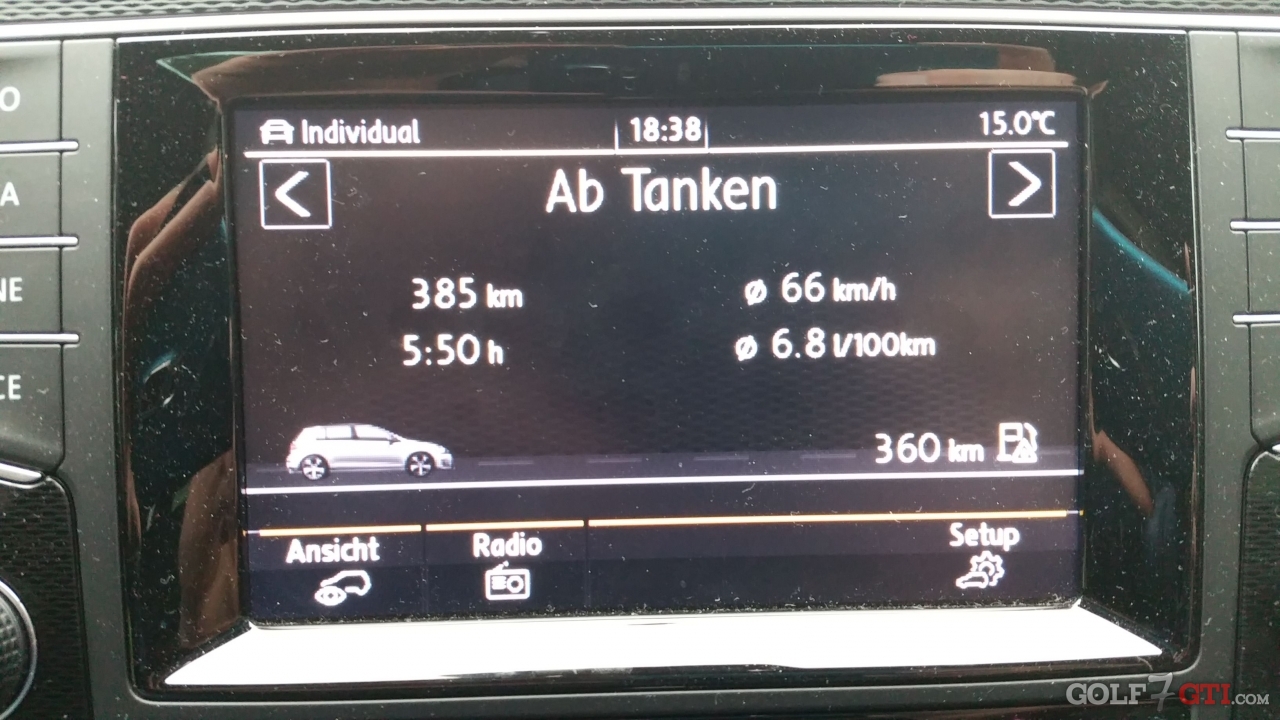 Individual
18:38
15.0°C
Ab Tanken
385 km
ø 66 km/h
5:50 h
ø 6.8 l/100km
360 km
Ansicht
Radio
Setup
GOLF7GTI.COM